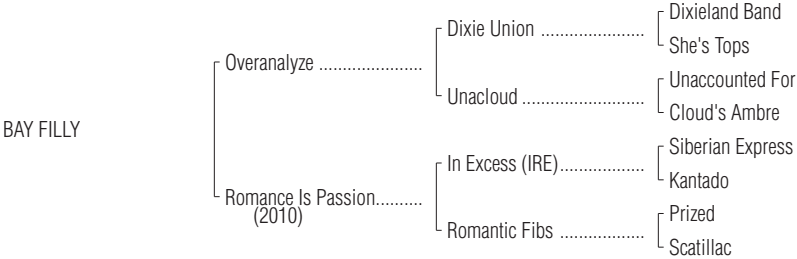 Dixieland Band
Dixie Union ......................
She's Tops
Overanalyze ......................
Unaccounted For
Unacloud ..........................
Cloud's Ambre
BAY FILLY
Siberian Express
In Excess (IRE)..................
Kantado
Romance Is Passion..........
(2010)
Prized
Romantic Fibs ..................
Scatillac